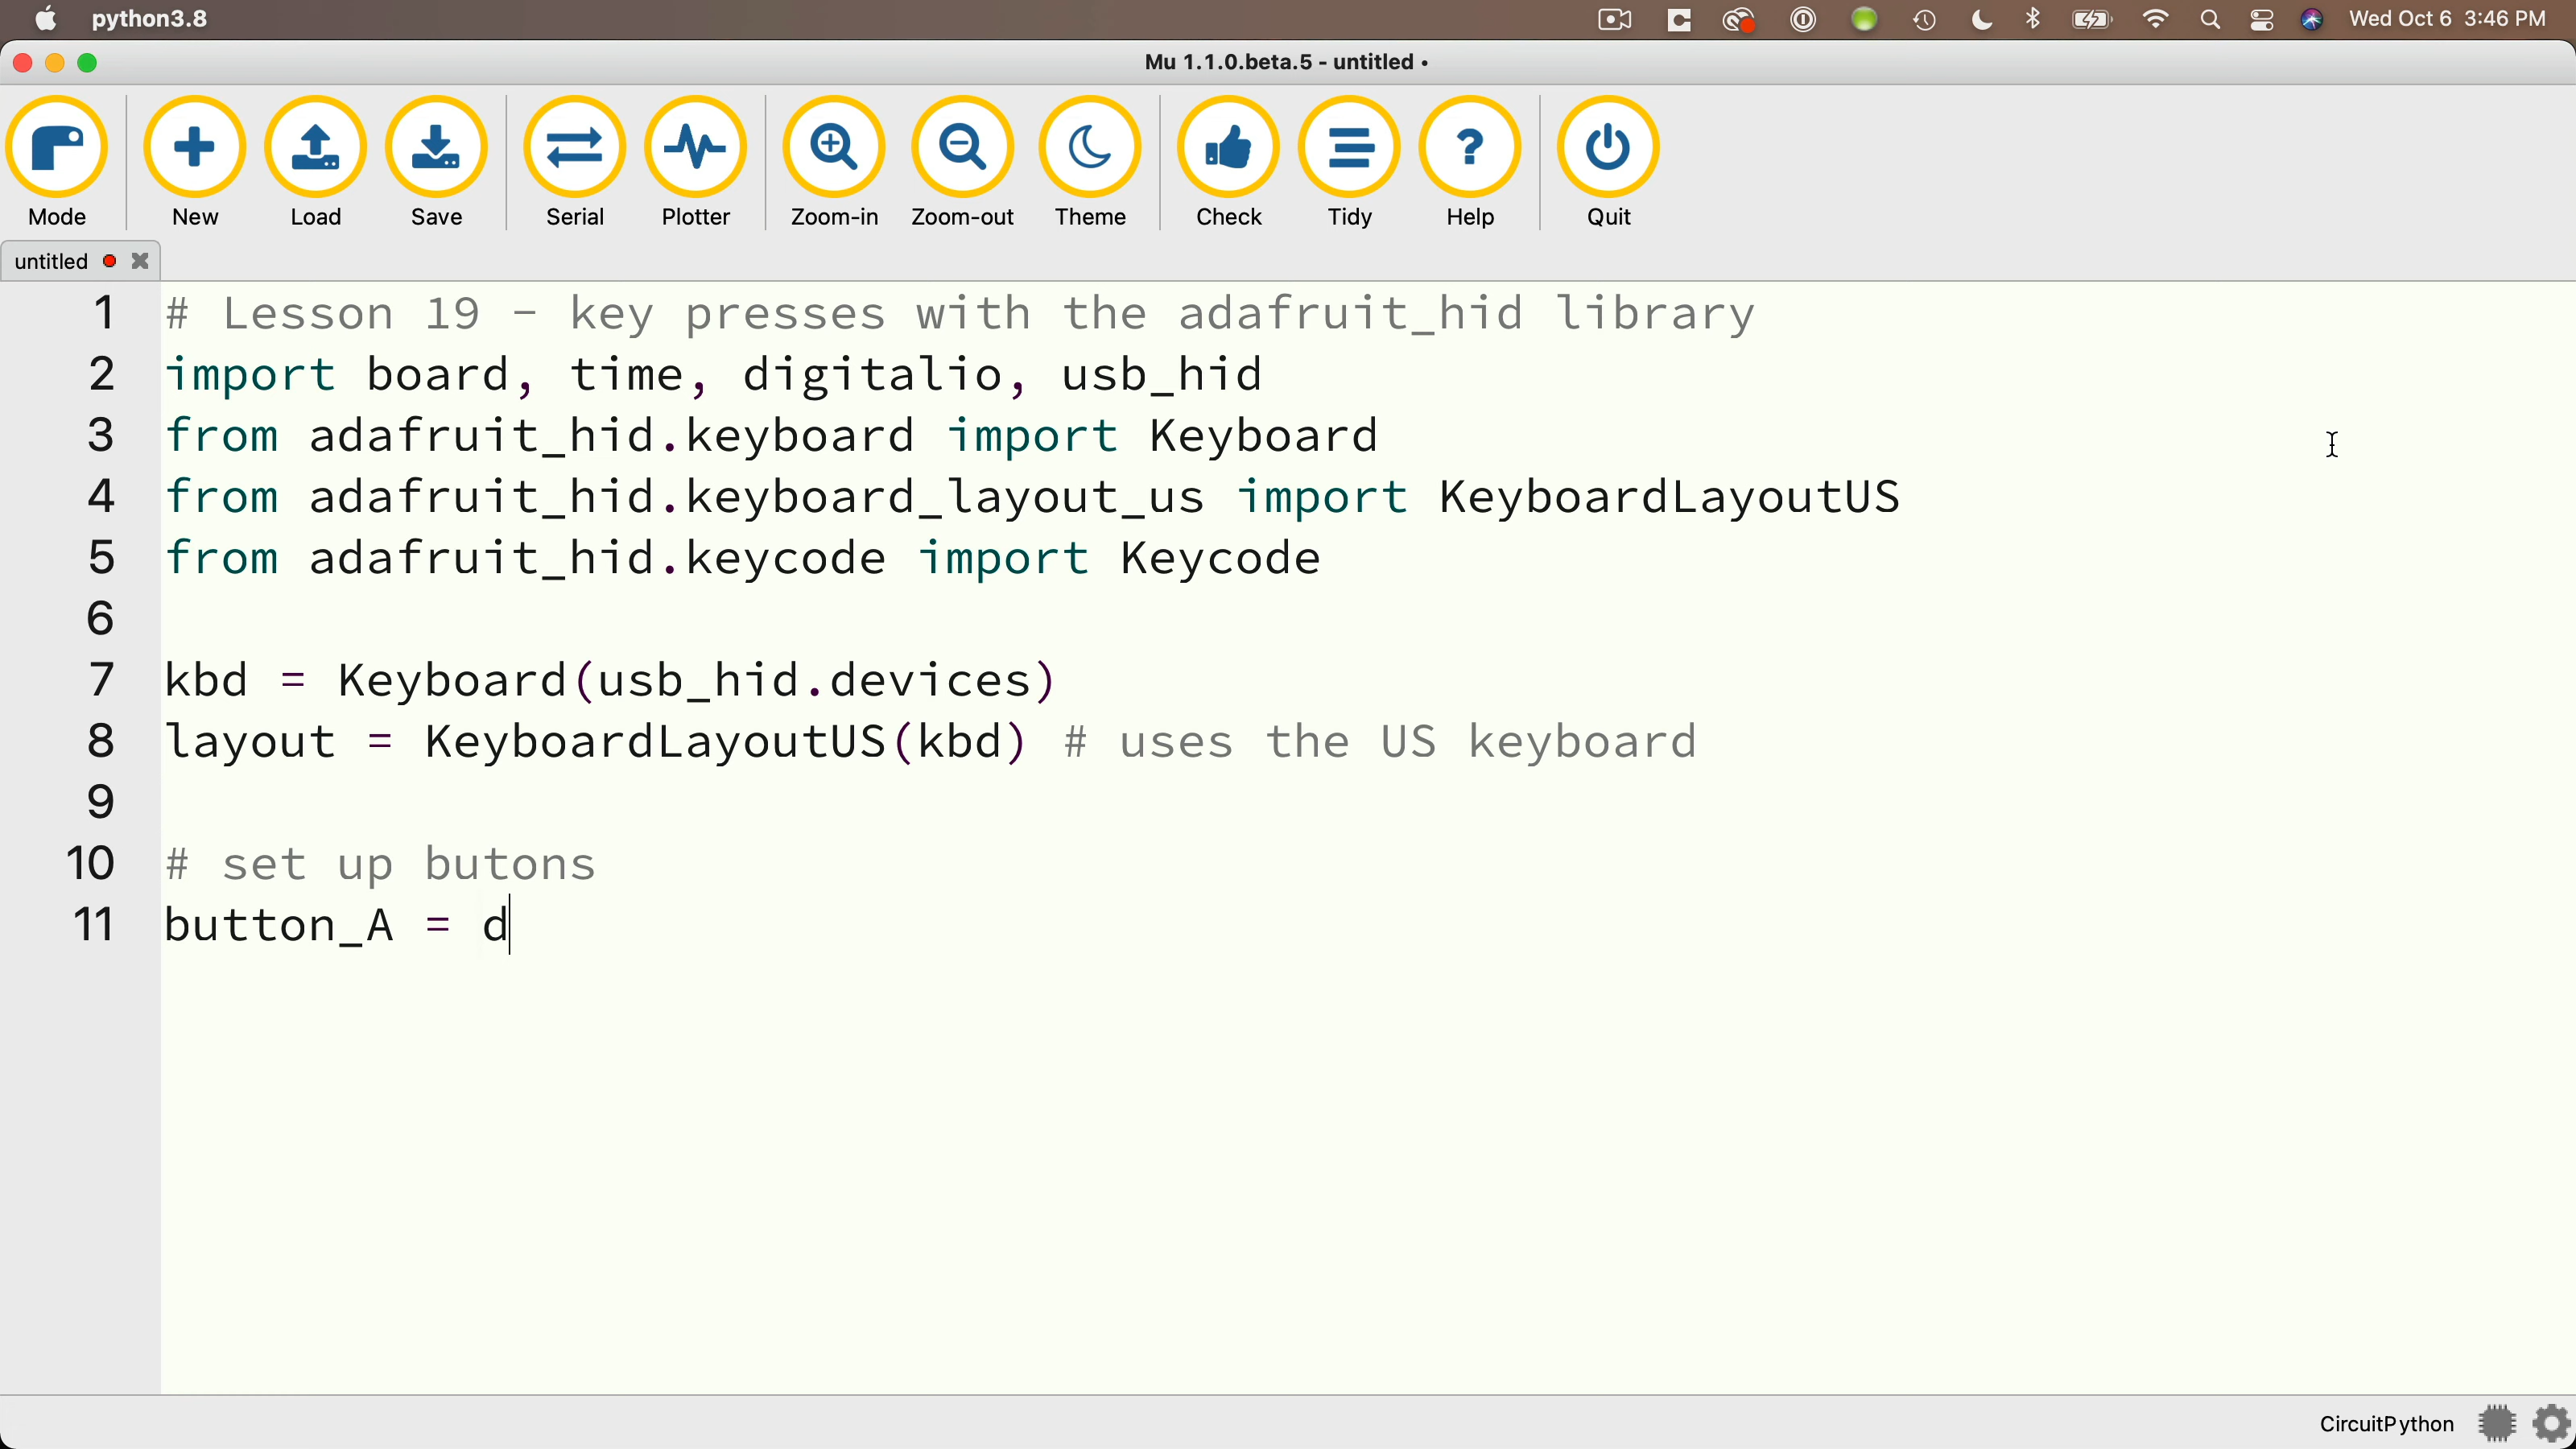 python3.8
Wed Oct 6 3:46 PM
Mu 1.1.0.beta.5 - untitled •
Mode New Load Save Serial Plotter Zoom-in Zoom-out Theme Check Tidy Help Quit
untitled
1 # Lesson 19 - key presses with the adafruit_hid library
2 import board, time, digitalio, usb_hid
3 from adafruit_hid.keyboard import Keyboard
4 from adafruit_hid.keyboard_layout_us import KeyboardLayoutUS
5 from adafruit_hid.keycode import Keycode
6
7 kbd = Keyboard(usb_hid.devices)
8 layout = KeyboardLayoutUS(kbd) # uses the US keyboard
9
10 # set up butons
11 button_A = d
CircuitPython